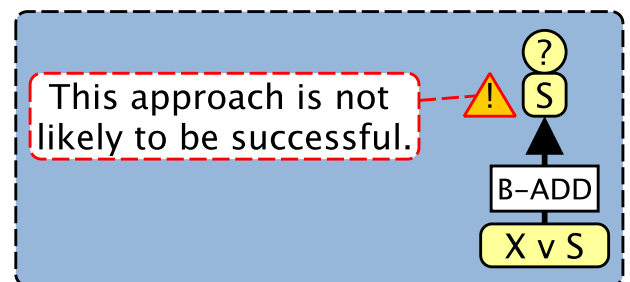 ?
This approach is not
likely to be successful.
!
S
B-ADD
X v S